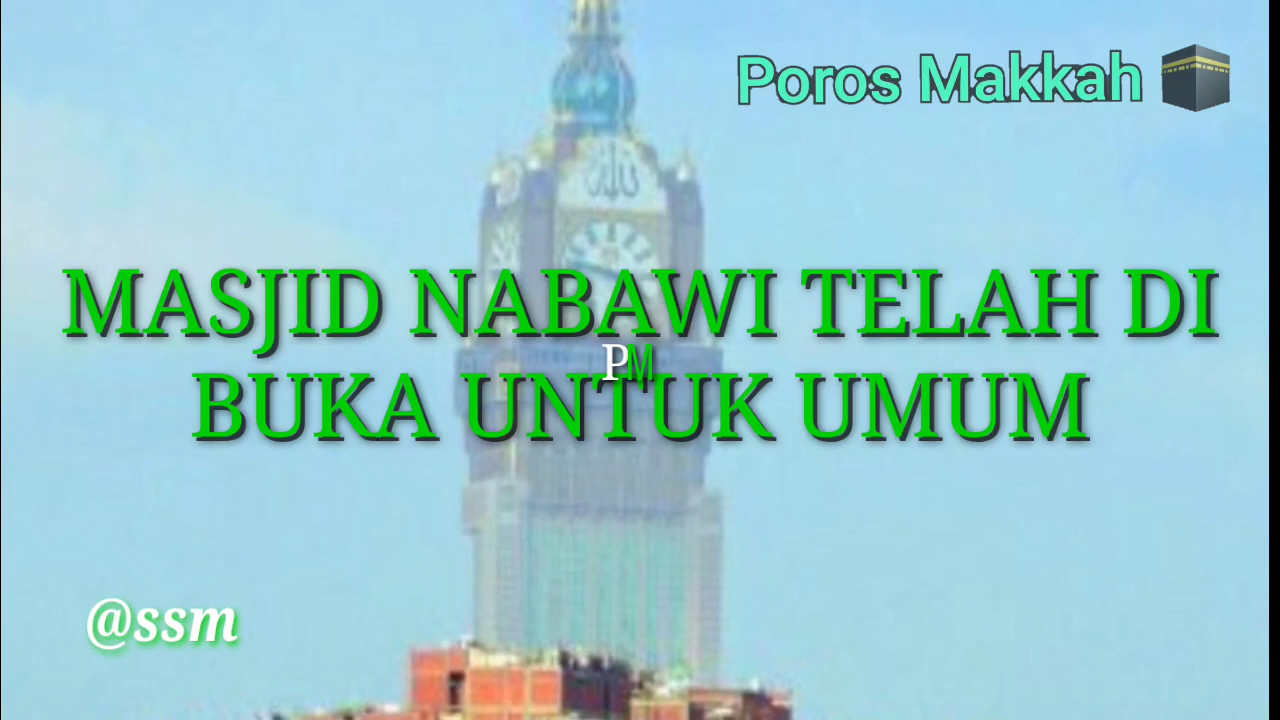 Poros Makkah 🕋
MASJID NABAWI TELAH DI
PM
BUKA UNTUK UMUM
@ssm